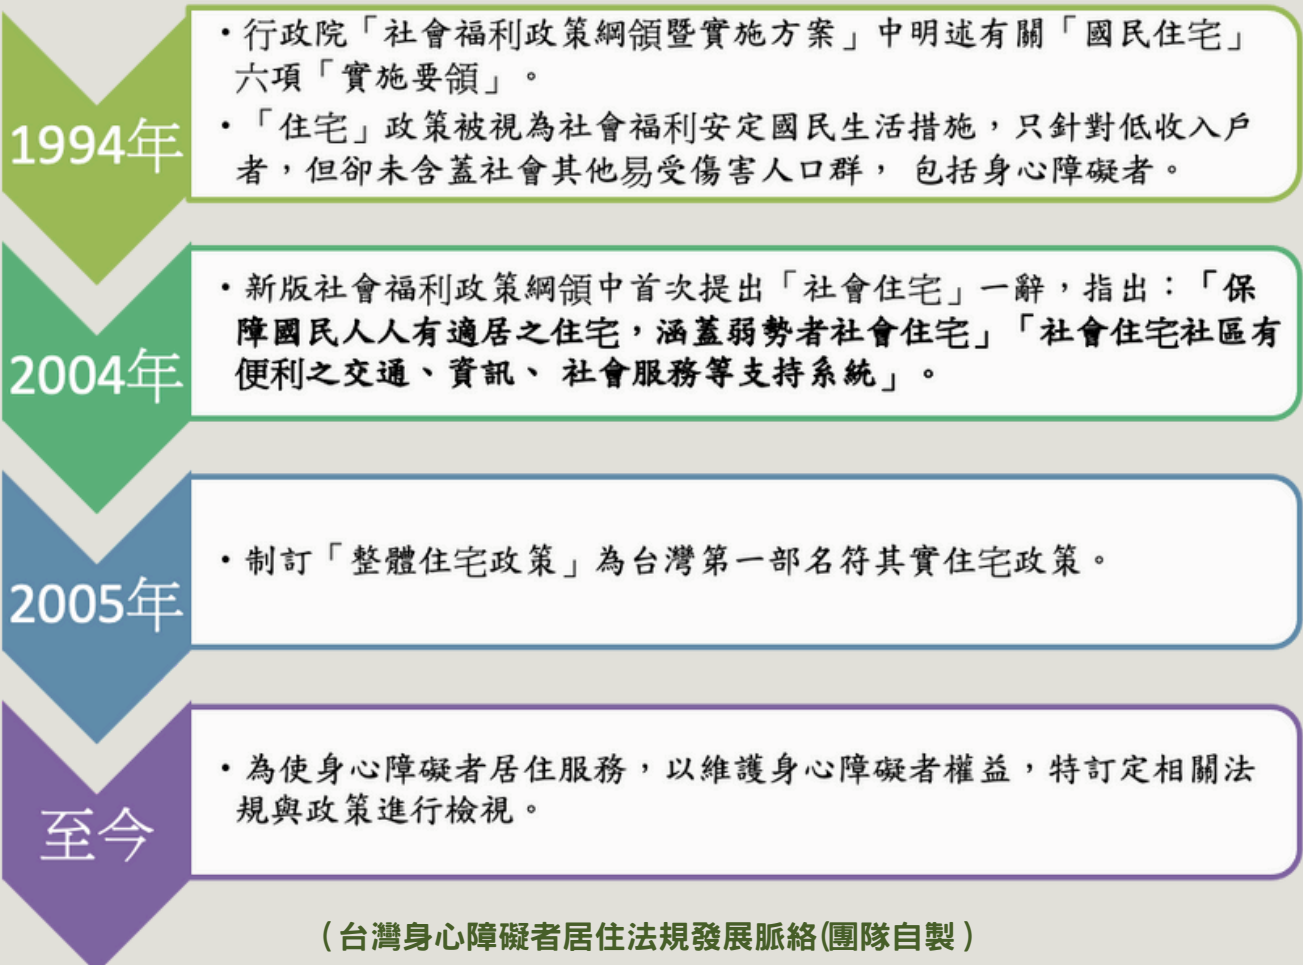 1994年
・行政院「社會福利政策綱領暨實施方案」中明述有關「國民住宅」
六項「實施要領」。
・「住宅」政策被視為社會福利安定國民生活措施，只針對低收入戶
者，但卻未含蓋社會其他易受傷害人口群， 包括身心障礙者。
2004年
・新版社會福利政策綱領中首次提出「社會住宅」一辭，指出：「保
障國民人人有適居之住宅，涵蓋弱勢者社會住宅」「社會住宅社區有
便利之交通、資訊、 社會服務等支持系統」。
2005年
・制訂「整體住宅政策」為台灣第一部名符其實住宅政策。
至今
・為使身心障礙者居住服務，以維護身心障礙者權益，特訂定相關法
規與政策進行檢視。
（台灣身心障礙者居住法規發展脈絡(團隊自製）